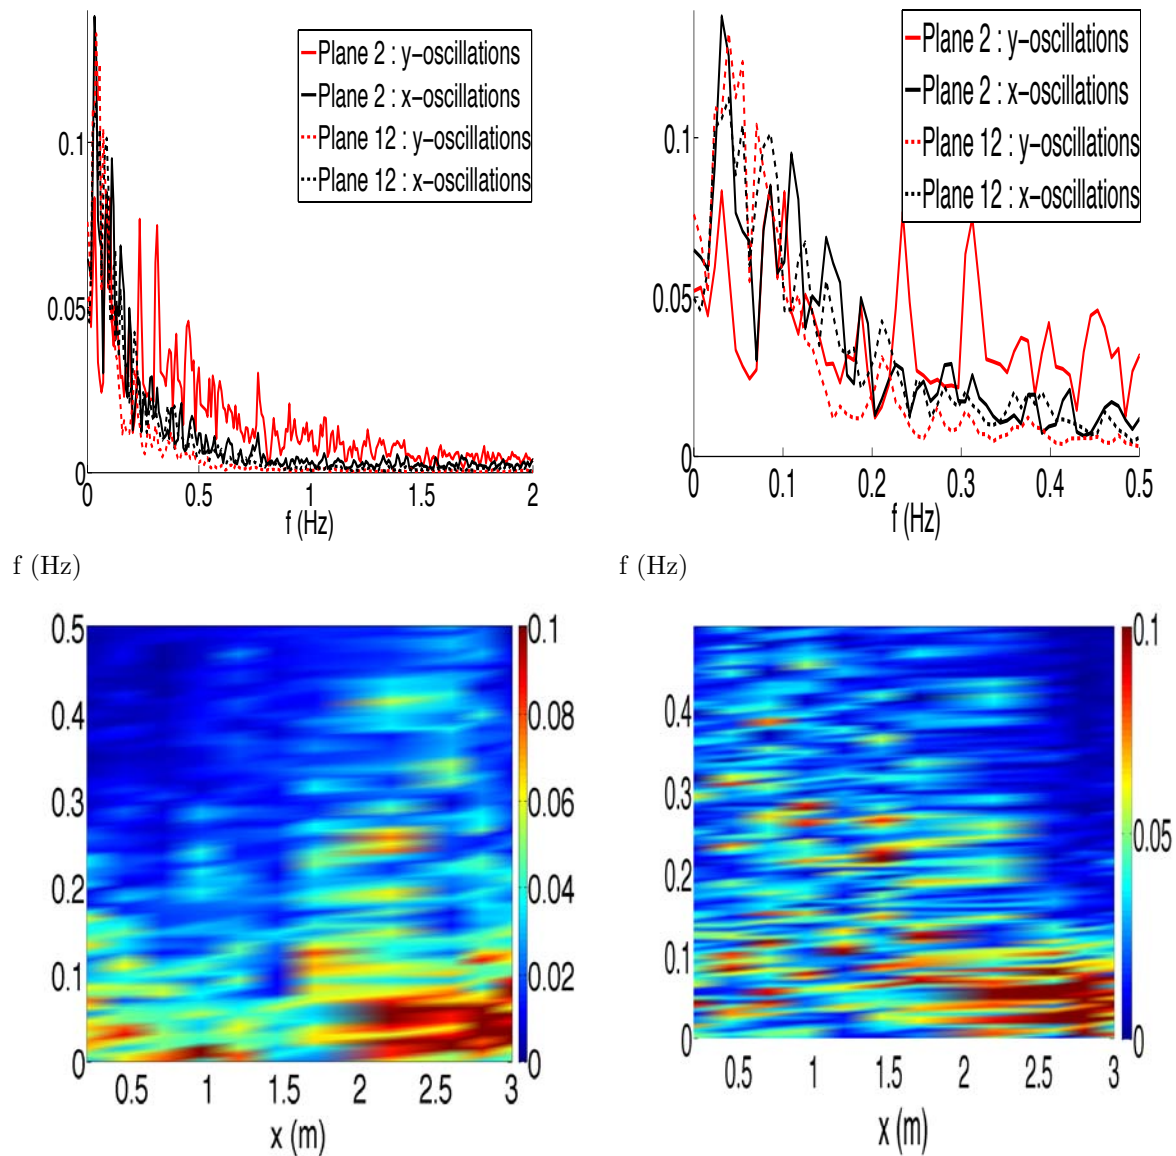 Plane 2 : y-oscillations
Plane 2 : x-oscillations
Plane 12 : y-oscillations
Plane 12 : x-oscillations
0.1
0.05
0
0 0.5 1 1.5 2
f (Hz)
Plane 2 : y-oscillations
Plane 2 : x-oscillations
Plane 12 : y-oscillations
Plane 12 : x-oscillations
0.1
0.05
0
0 0.1 0.2 0.3 0.4 0.5
f (Hz)
f (Hz)
0.5
0.4
0.3
0.2
0.1
0
0.5 1 1.5 2 2.5 3
x (m)
0.1
0.08
0.06
0.04
0.02
0
f (Hz)
0.4
0.3
0.2
0.1
0
0.5 1 1.5 2 2.5 3
x (m)
0.1
0.05
0